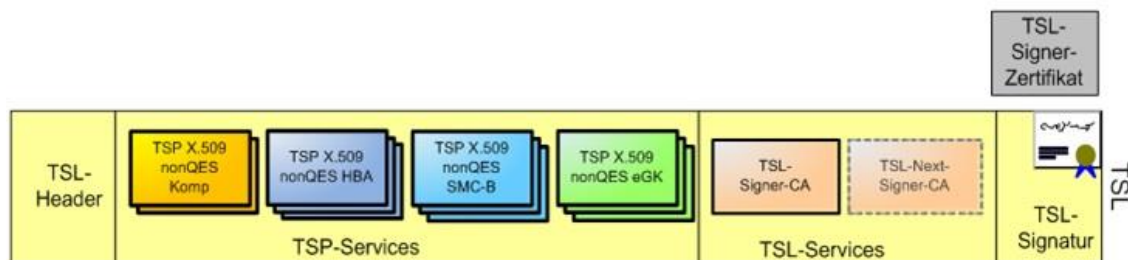 TSL-
Signer-
Zertifikat
TSL-
Header
TSP X.509
nonQES
Komp
TSP X.509
nonQES HBA
TSP X.509
nonQES
SMC-B
TSP X.509
nonQES eGK
TSP-Services
TSL-
Signer-CA
TSL-Next-
Signer-CA
TSL-Services
TSL-
Signatur
TSL